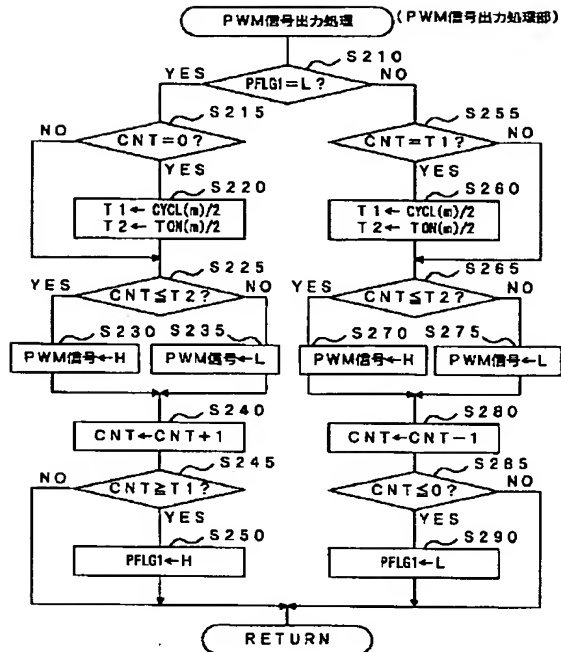 PWM信号出力処理
(PWM信号出力処理部)
S210
YES
PFLG1=L?
NO
S215
NO
CNT=0?
YES
S220
T1←CYCL(m)/2
T2←TON(m)/2
S225
YES
CNT≦T2?
NO
S230
PWM信号←H
S235
PWM信号←L
S240
CNT←CNT+1
S245
NO
CNT≧T1?
YES
S250
PFLG1←H
S255
CNT=T1?
NO
YES
S260
T1←CYCL(m)/2
T2←TON(m)/2
S265
YES
CNT≦T2?
NO
S270
PWM信号←H
S275
PWM信号←L
S280
CNT←CNT-1
S285
CNT≦0?
NO
YES
S290
PFLG1←L
RETURN